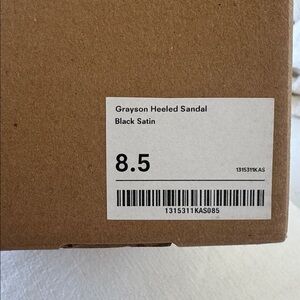 Grayson Heeled Sandal
Black Satin
8.5
1315311KAS
1315311KAS085